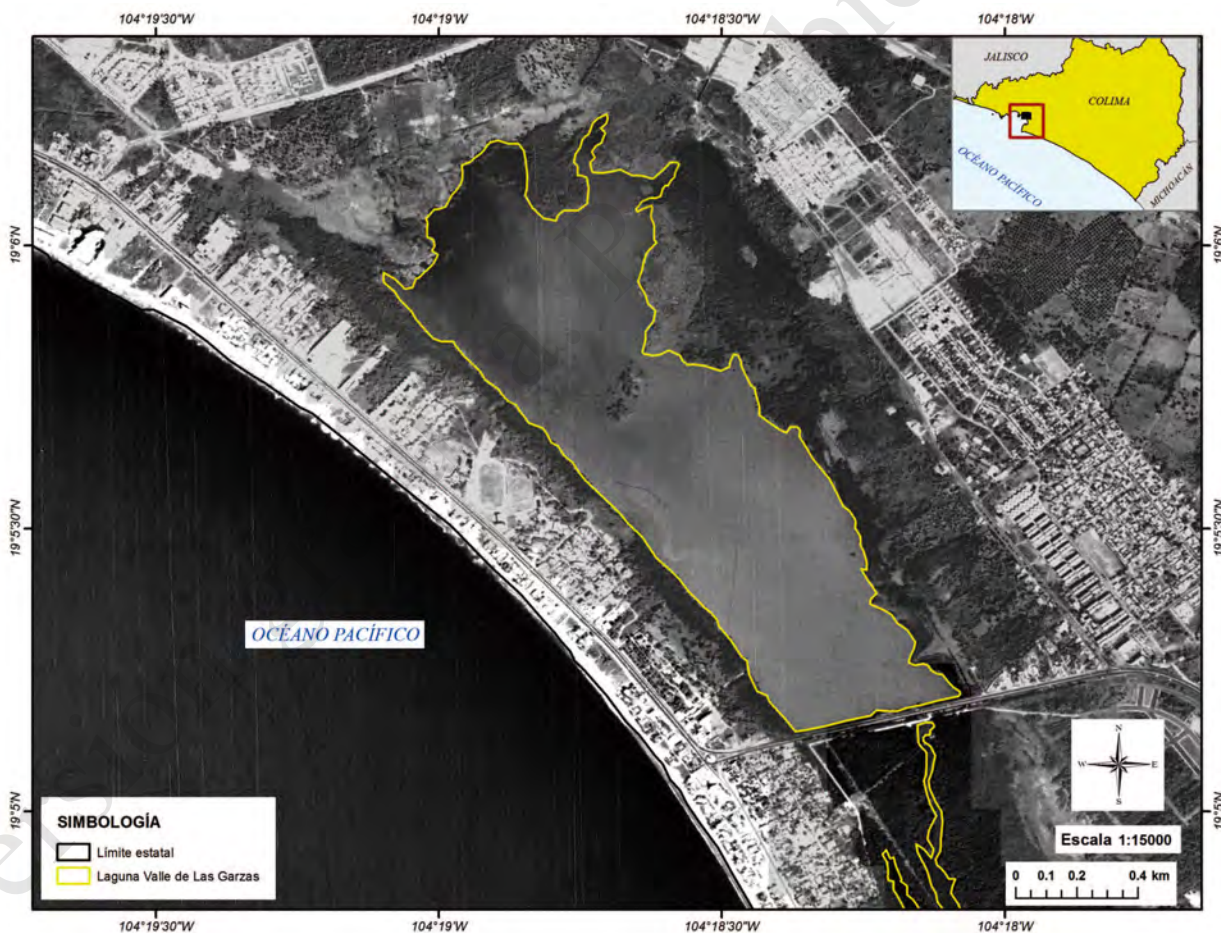 104°19'30"W 104°19'W 104°18'30"W 104°18'W
JALISCO
COLIMA
OCÉANO PACÍFICO
MICHOACÁN
19°6'N 19°6'N
19°5'30"N 19°5'30"N
OCÉANO PACÍFICO
N
W E
S
19°5'N 19°5'N
SIMBOLOGÍA
Límite estatal
Laguna Valle de Las Garzas
Escala 1:15000
0 0.1 0.2 0.4 km
104°19'30"W 104°19'W 104°18'30"W 104°18'W